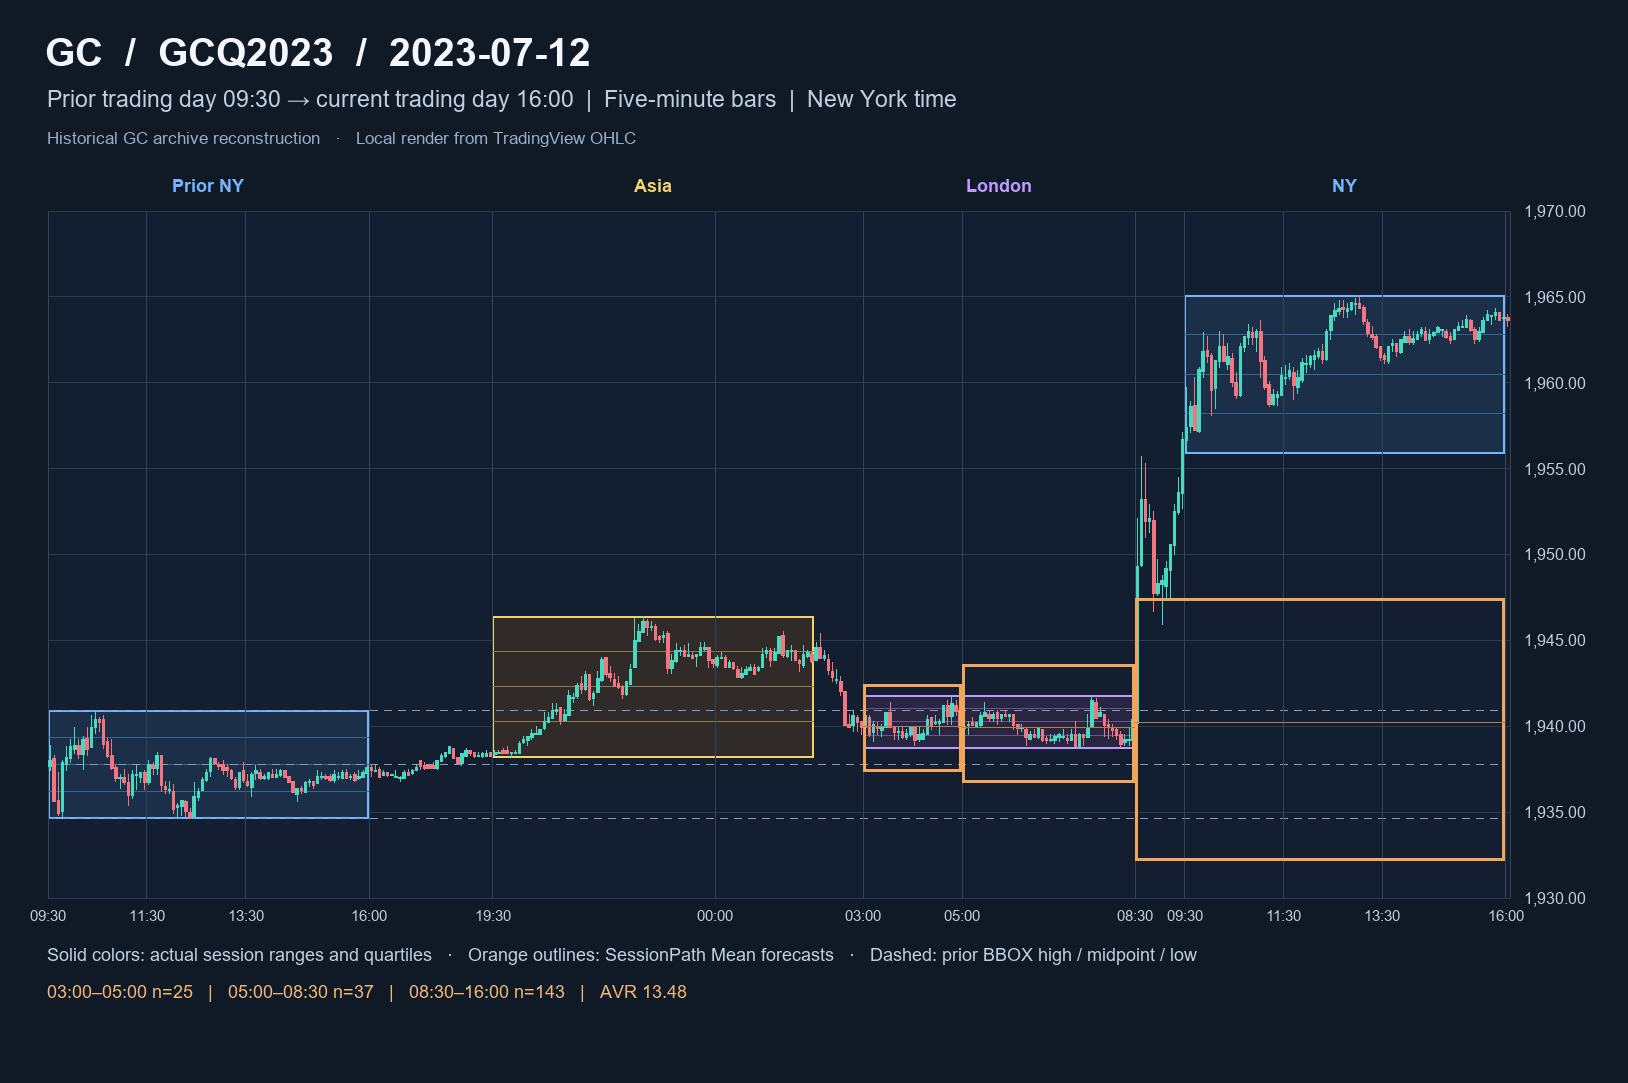 GC / GCQ2023 / 2023-07-12
Prior trading day 09:30 → current trading day 16:00 | Five-minute bars | New York time
Historical GC archive reconstruction · Local render from TradingView OHLC
Prior NY Asia London NY
1,970.00
1,965.00
1,960.00
1,955.00
1,950.00
1,945.00
1,940.00
1,935.00
1,930.00
09:30 11:30 13:30 16:00 19:30 00:00 03:00 05:00 08:30 09:30 11:30 13:30 16:00
Solid colors: actual session ranges and quartiles · Orange outlines: SessionPath Mean forecasts · Dashed: prior BBOX high / midpoint / low
03:00–05:00 n=25 | 05:00–08:30 n=37 | 08:30–16:00 n=143 | AVR 13.48